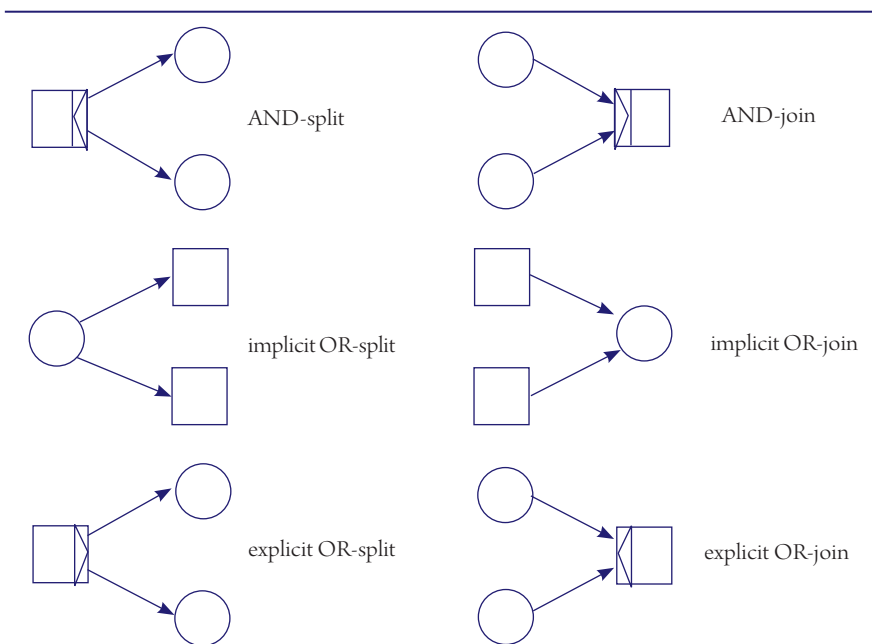 AND-split
AND-join
implicit OR-split
implicit OR-join
explicit OR-split
explicit OR-join